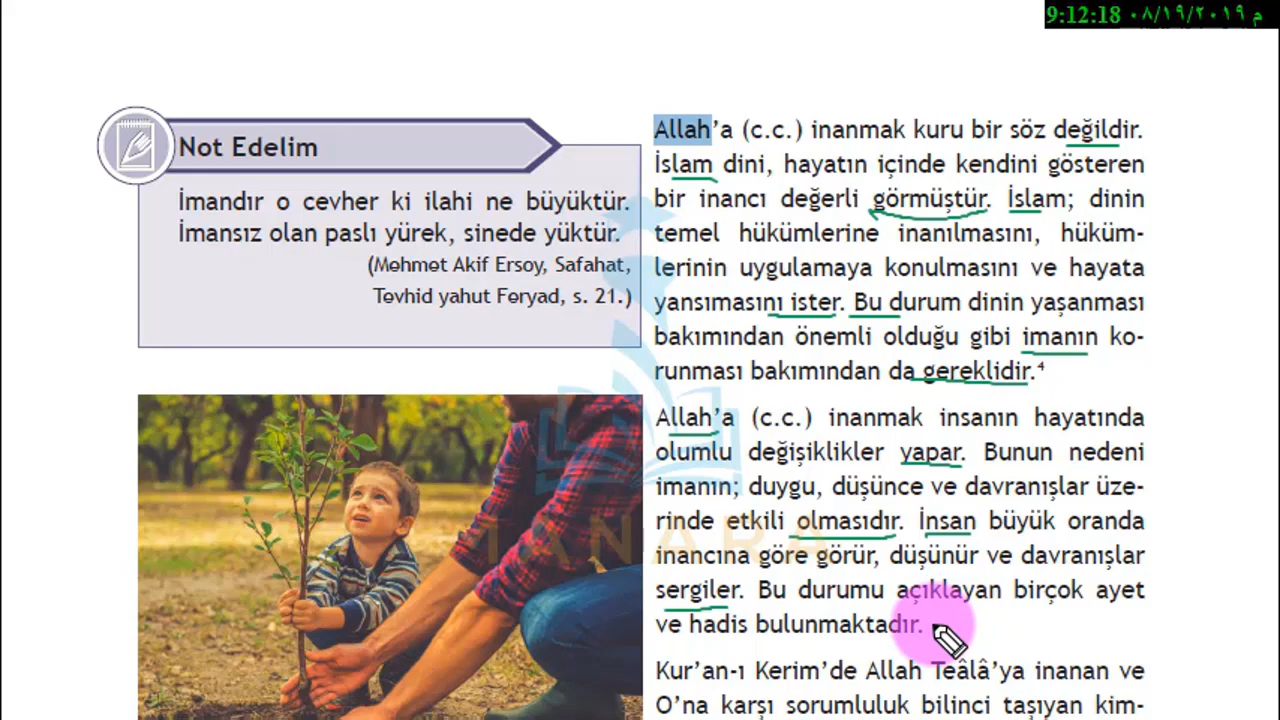 9:12:18 م ٠٨/١٩/٢٠١٩
Not Edelim
İmandır o cevher ki ilahi ne büyüktür.
İmansız olan paslı yürek, sinede yüktür.
(Mehmet Akif Ersoy, Safahat,
Tevhid yahut Feryad, s. 21.)
Allah’a (c.c.) inanmak kuru bir söz değildir.
İslam dini, hayatın içinde kendini gösteren
bir inancı değerli görmüştür. İslam; dinin
temel hükümlerine inanılmasını, hüküm-
lerinin uygulamaya konulmasını ve hayata
yansımasını ister. Bu durum dinin yaşanması
bakımından önemli olduğu gibi imanın ko-
runması bakımından da gereklidir.⁴
Allah’a (c.c.) inanmak insanın hayatında
olumlu değişiklikler yapar. Bunun nedeni
imanın; duygu, düşünce ve davranışlar üze-
rinde etkili olmasıdır. İnsan büyük oranda
inancına göre görür, düşünür ve davranışlar
sergiler. Bu durumu açıklayan birçok ayet
ve hadis bulunmaktadır.
Kur’an-ı Kerim’de Allah Teâlâ’ya inanan ve
O’na karşı sorumluluk bilinci taşıyan kim-
MANARA